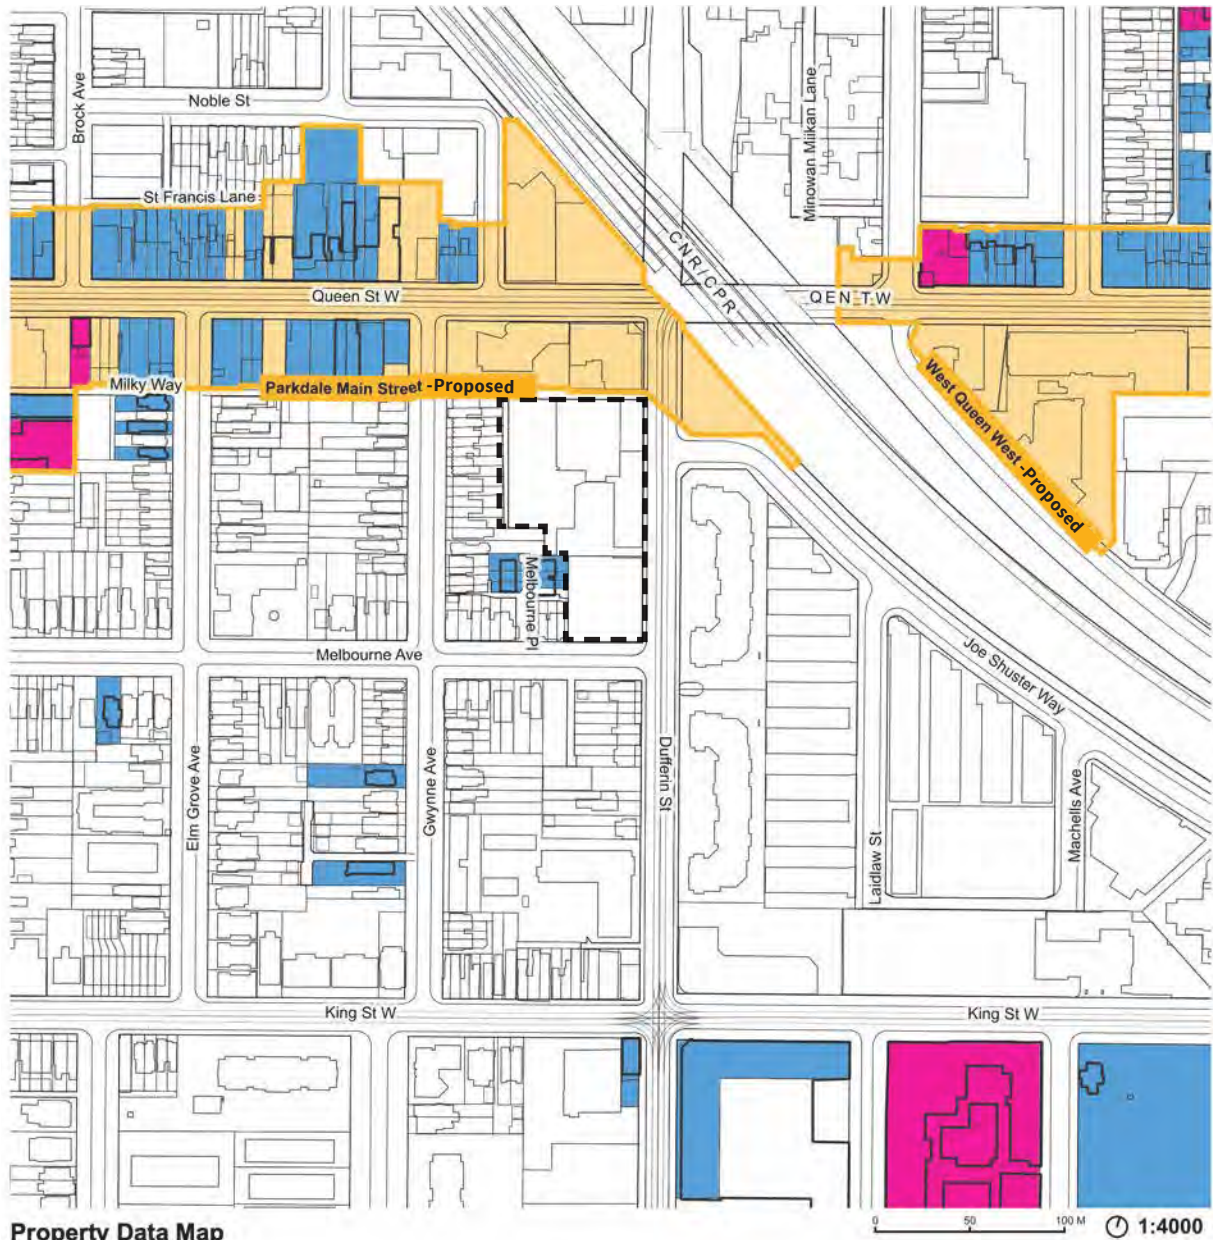 Noble St
Brock Ave
Minowan Miikan Lane
St Francis Lane
CNR/CPR
Queen St W
QEN T W
Milky Way
Parkdale Main Street -Proposed
West Queen West -Proposed
Melbourne Pl
Melbourne Ave
Joe Shuster Way
Elm Grove Ave
Gwynne Ave
Dufferin St
Laidlaw St
Machells Ave
King St W
King St W
Property Data Map
0 50 100 M
1:4000